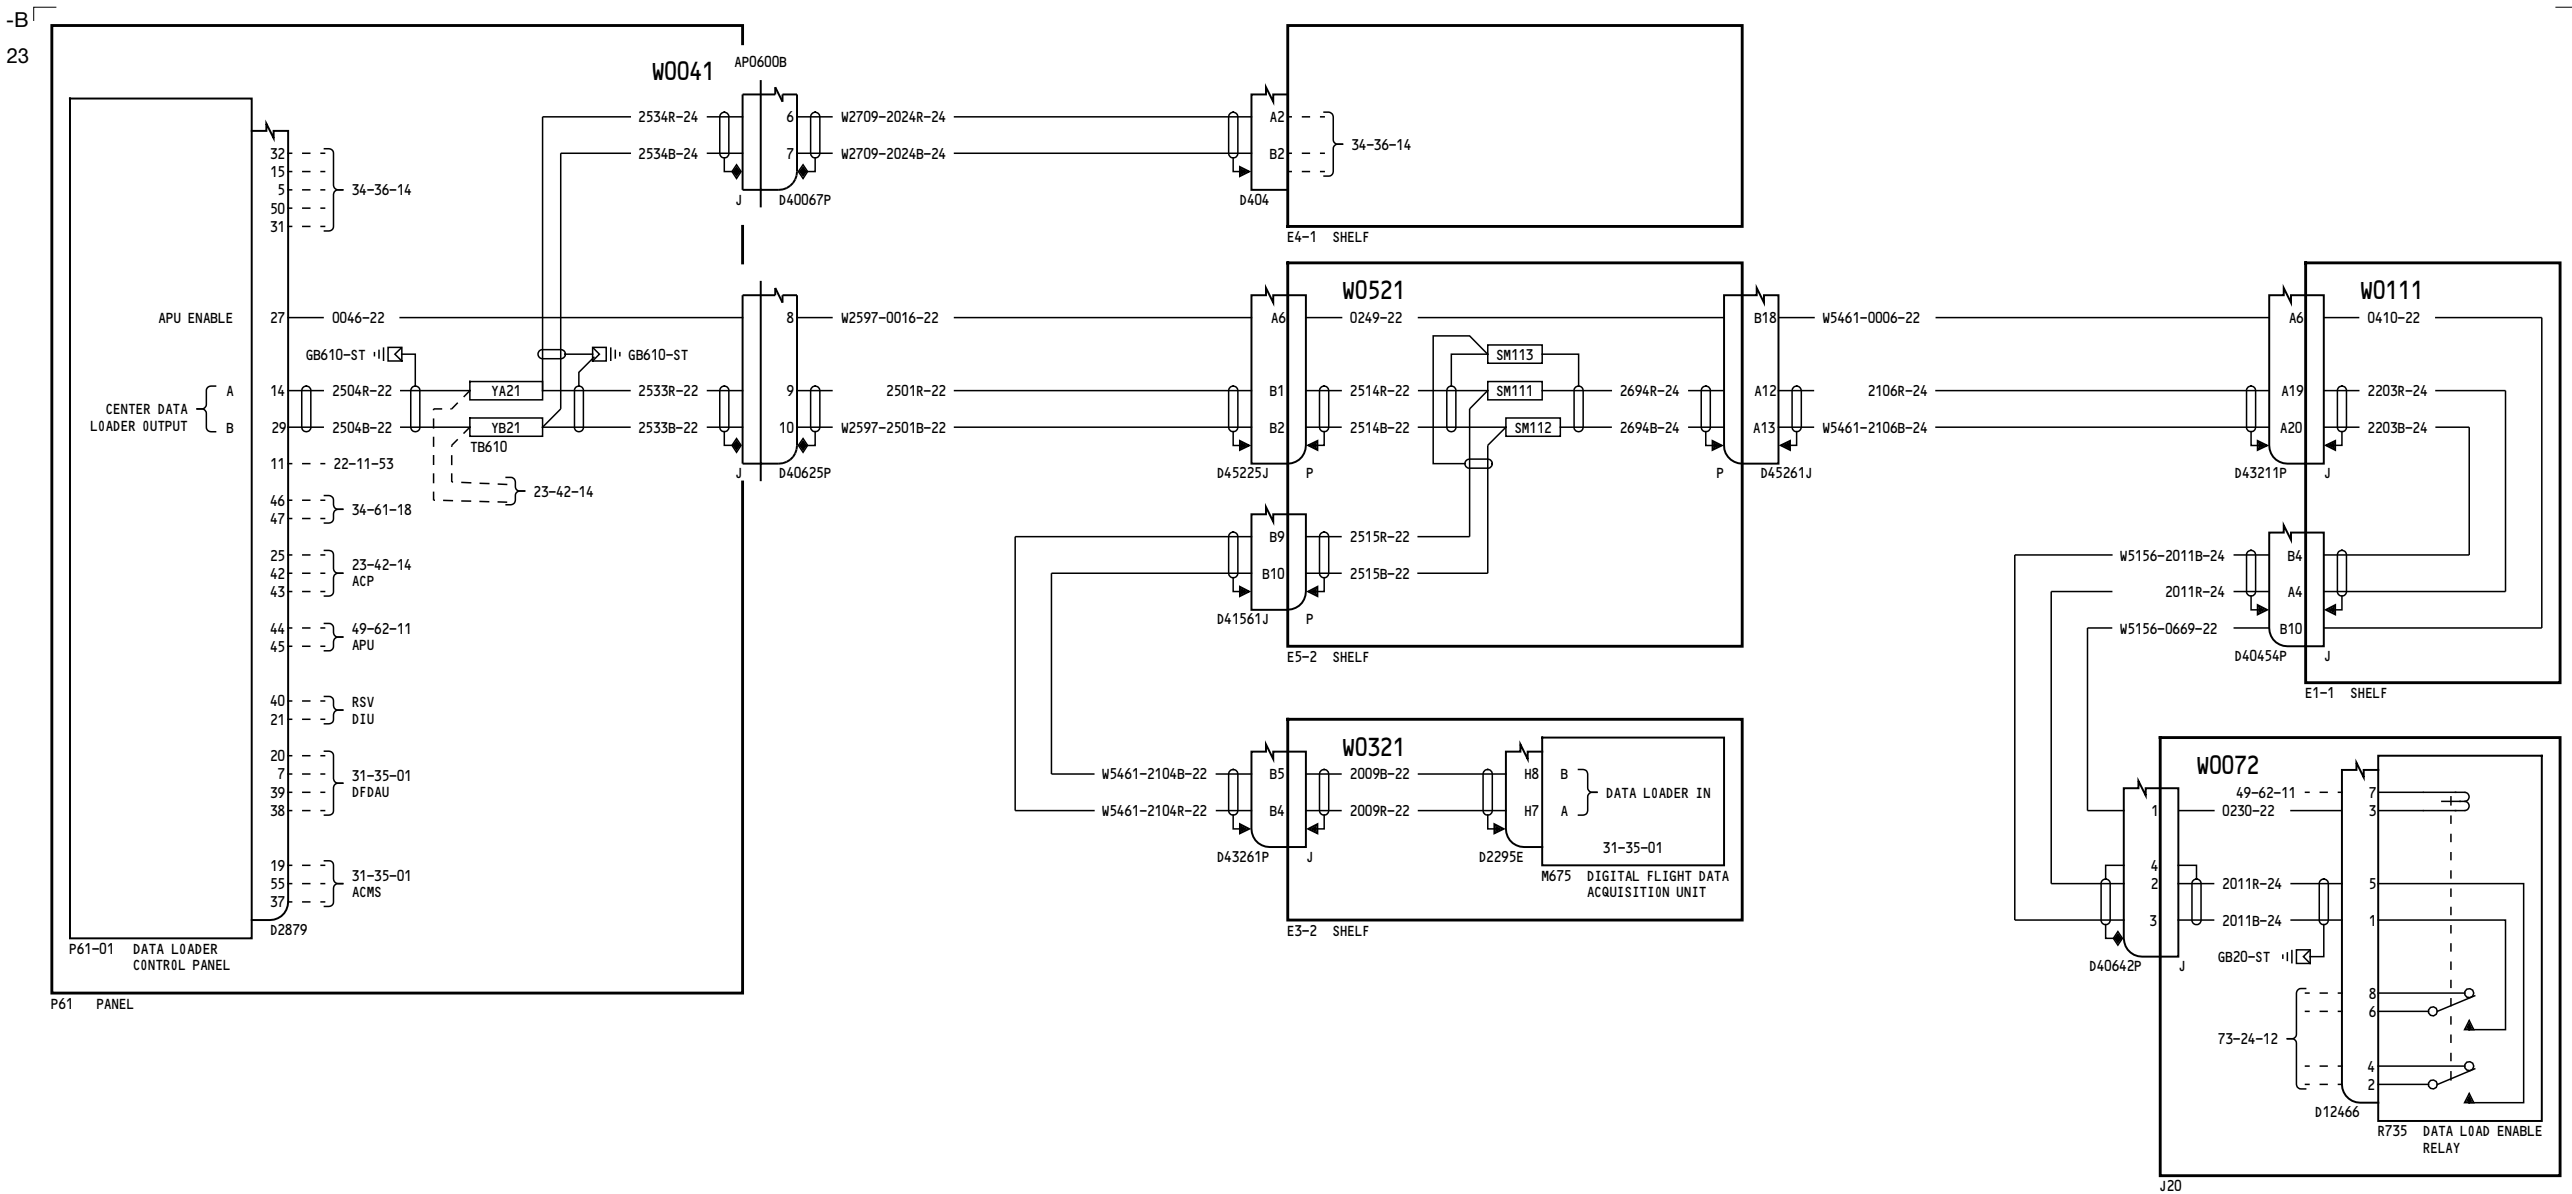 -B
23
W0041
AP0600B
2534R-24
6
W2709-2024R-24
A2
2534B-24
7
W2709-2024B-24
B2
34-36-14
J
D40067P
D404
E4-1 SHELF
32
15
5
50
31
34-36-14
APU ENABLE
27
0046-22
8
W2597-0016-22
GB610-ST
GB610-ST
CENTER DATA
LOADER OUTPUT
A
14
2504R-22
YA21
2533R-22
9
2501R-22
B
29
2504B-22
YB21
2533B-22
10
W2597-2501B-22
TB610
J
D40625P
11
22-11-53
23-42-14
46
47
34-61-18
25
42
43
23-42-14
ACP
44
45
49-62-11
APU
40
21
RSV
DIU
20
7
39
38
31-35-01
DFDAU
19
55
37
31-35-01
ACMS
D2879
P61-01 DATA LOADER
CONTROL PANEL
P61 PANEL
W0521
A6
0249-22
B18
W5461-0006-22
SM113
B1
2514R-22
SM111
2694R-24
A12
2106R-24
B2
2514B-22
SM112
2694B-24
A13
W5461-2106B-24
D45225J
P
P
D45261J
B9
2515R-22
B10
2515B-22
D41561J
P
E5-2 SHELF
W0321
W5461-2104B-22
B5
2009B-22
H8
B
DATA LOADER IN
W5461-2104R-22
B4
2009R-22
H7
A
31-35-01
D43261P
J
D2295E
M675 DIGITAL FLIGHT DATA
ACQUISITION UNIT
E3-2 SHELF
W0111
A6
0410-22
A19
2203R-24
A20
2203B-24
D43211P
J
W5156-2011B-24
B4
2011R-24
A4
W5156-0669-22
B10
D40454P
J
E1-1 SHELF
W0072
49-62-11
7
1
0230-22
3
4
2
2011R-24
5
3
2011B-24
1
GB20-ST
D40642P
J
8
6
73-24-12
4
2
D12466
R735 DATA LOAD ENABLE
RELAY
J20